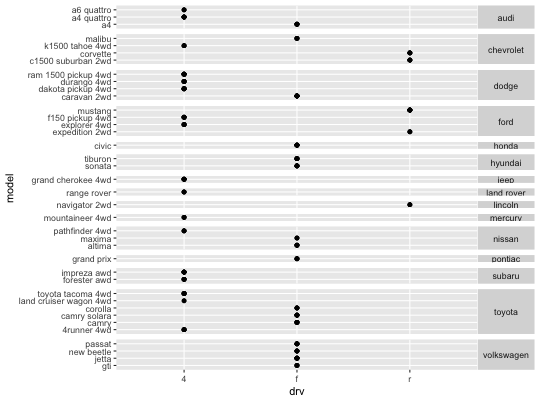 a6 quattro
a4 quattro
a4
audi
malibu
k1500 tahoe 4wd
corvette
c1500 suburban 2wd
chevrolet
ram 1500 pickup 4wd
durango 4wd
dakota pickup 4wd
caravan 2wd
dodge
mustang
f150 pickup 4wd
explorer 4wd
expedition 2wd
ford
civic
honda
tiburon
sonata
hyundai
grand cherokee 4wd
jeep
range rover
land rover
navigator 2wd
lincoln
mountaineer 4wd
mercury
pathfinder 4wd
maxima
altima
nissan
grand prix
pontiac
impreza awd
forester awd
subaru
toyota tacoma 4wd
land cruiser wagon 4wd
corolla
camry solara
camry
4runner 4wd
toyota
passat
new beetle
jetta
gti
volkswagen
model
4 f r
drv